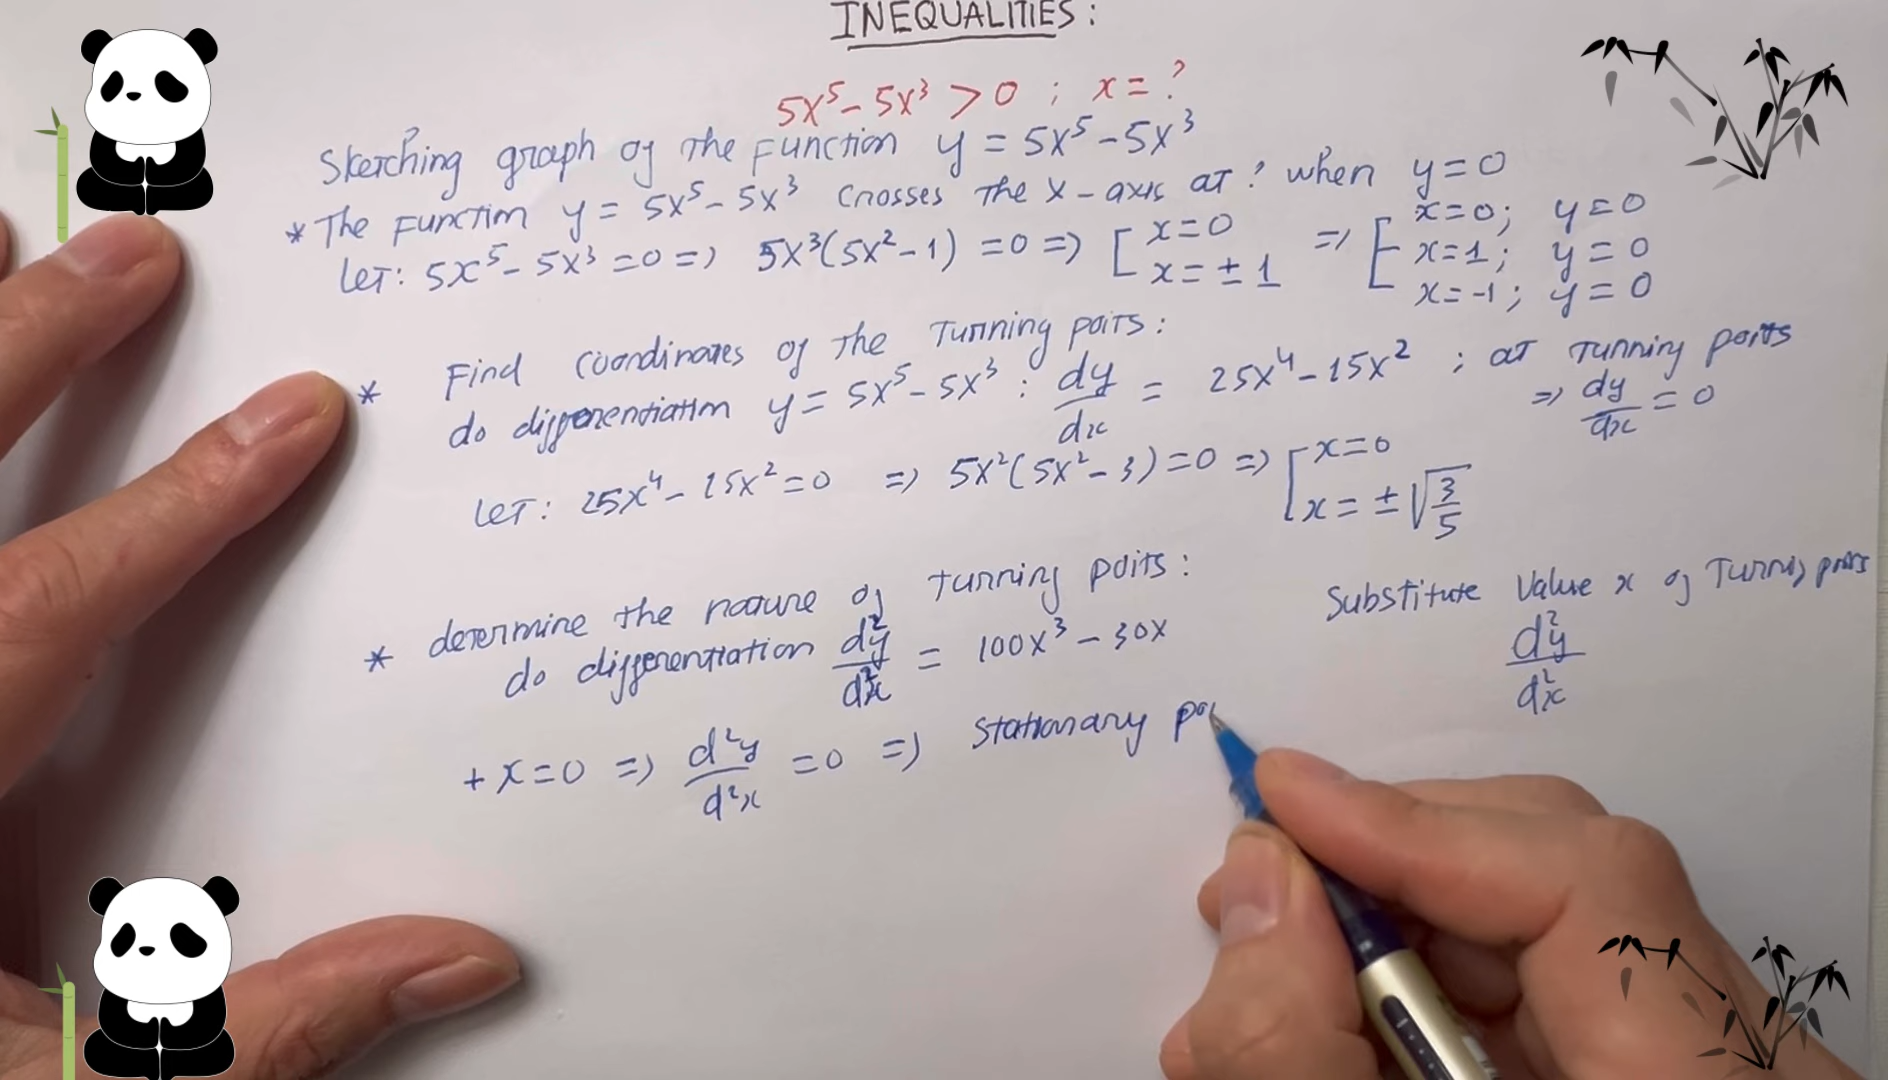 INEQUALITIES:
5x⁵ - 5x³ > 0 ; x = ?
Sketching graph of the Function y = 5x⁵ - 5x³
* The Function y = 5x⁵ - 5x³ crosses the x-axis at? when y = 0
Let: 5x⁵ - 5x³ = 0 => 5x³(5x² - 1) = 0 => [ x = 0 x = ± 1 => [ x = 0; y = 0 x = 1; y = 0 x = -1; y = 0
* Find coordinates of the Turning poits:
do differentiation y = 5x⁵ - 5x³ : dy/dx = 25x⁴ - 15x² ; at turning poits => dy/dx = 0
Let: 25x⁴ - 15x² = 0 => 5x²(5x² - 3) = 0 => [ x = 0 x = ± √(3/5)
* determine the nature of turning poits:
do differentiation d²y/d²x = 100x³ - 30x
Substitute Value x of Turning poits
d²y/d²x
+ x = 0 => d²y/d²x = 0 => Stationary po